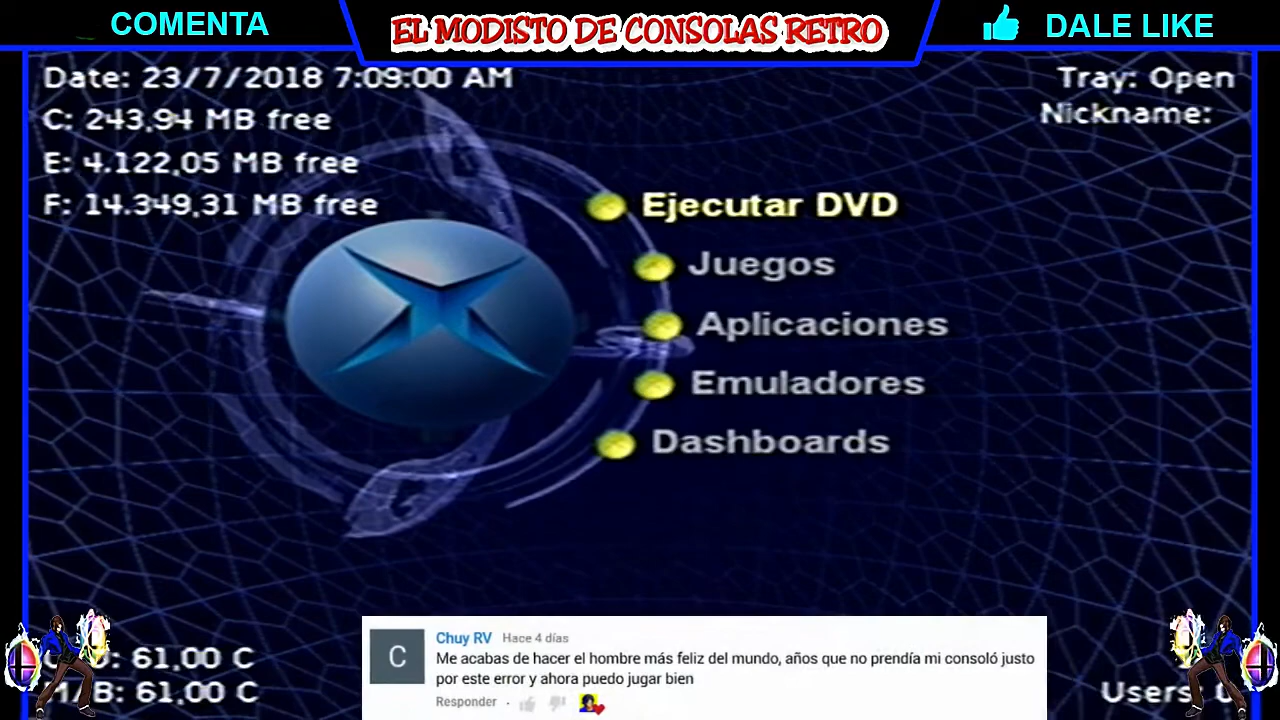 COMENTA
EL MODISTO DE CONSOLAS RETRO
DALE LIKE
Date: 23/7/2018 7:09:00 AM
Tray: Open
C: 243,94 MB free
Nickname:
E: 4.122,05 MB free
F: 14.349,31 MB free
Ejecutar DVD
Juegos
Aplicaciones
Emuladores
Dashboards
C
Chuy RV Hace 4 días
Me acabas de hacer el hombre más feliz del mundo, años que no prendía mi consoló justo
por este error y ahora puedo jugar bien
Responder
61,00 C
61,00 C
Users: